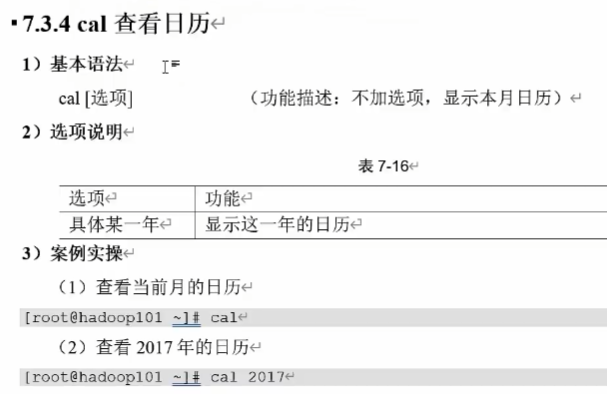 7.3.4 cal 查看日历
1）基本语法
cal [选项] （功能描述：不加选项，显示本月日历）
2）选项说明
表 7-16
选项 功能
具体某一年 显示这一年的日历
3）案例实操
（1）查看当前月的日历
[root@hadoop101 ~]# cal
（2）查看 2017 年的日历
[root@hadoop101 ~]# cal 2017